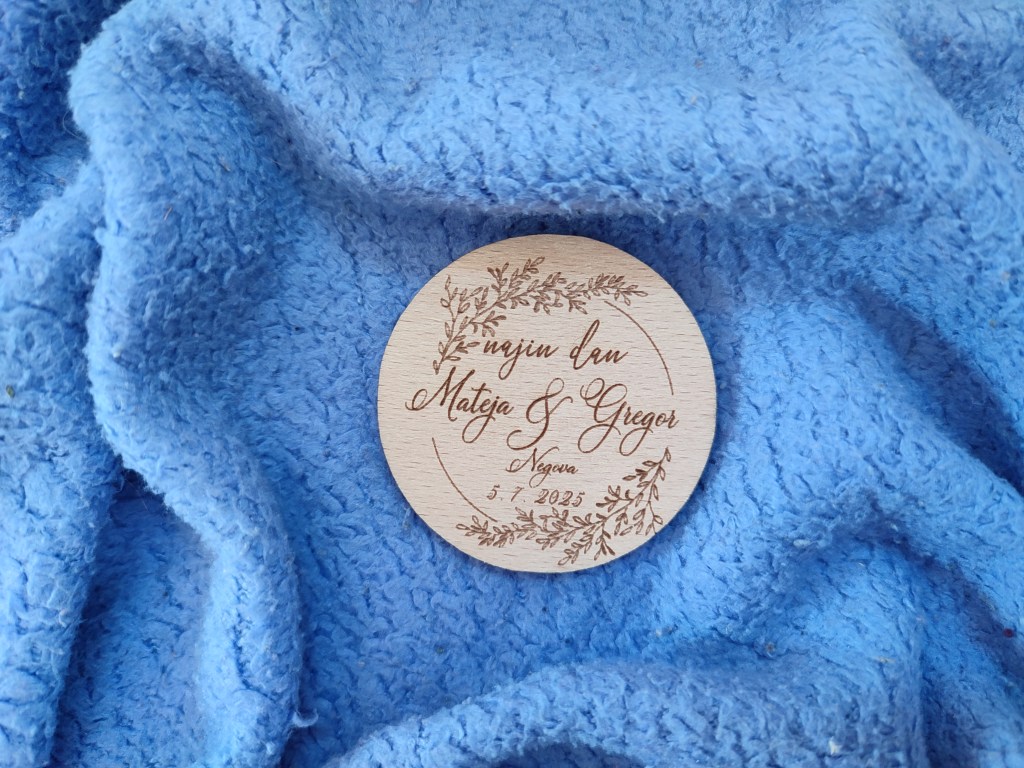 najin dan
Mateja & Gregor
Negova
5. 7. 2025